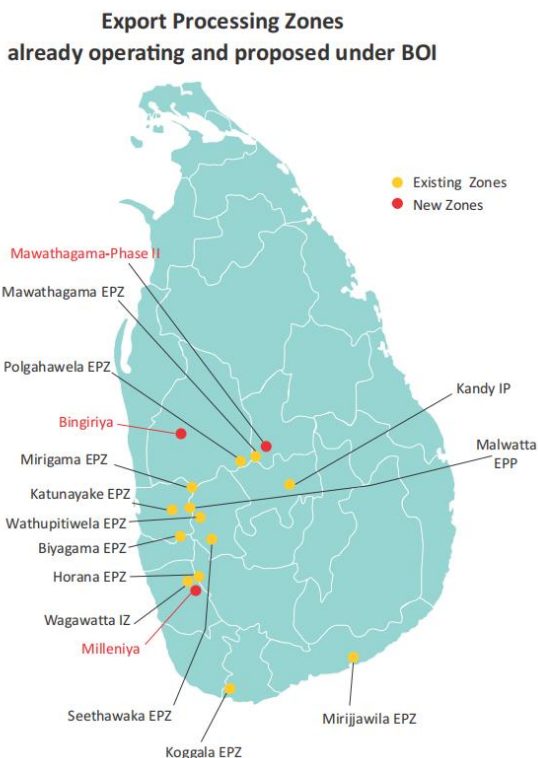 Export Processing Zones
already operating and proposed under BOI
Existing Zones
New Zones
Mawathagama-Phase II
Mawathagama EPZ
Polgahawela EPZ
Kandy IP
Bingiriya
Malwatta
EPP
Mirigama EPZ
Katunayake EPZ
Wathupitiwela EPZ
Biyagama EPZ
Horana EPZ
Wagawatta IZ
Milleniya
Seethawaka EPZ
Mirijjawila EPZ
Koggala EPZ